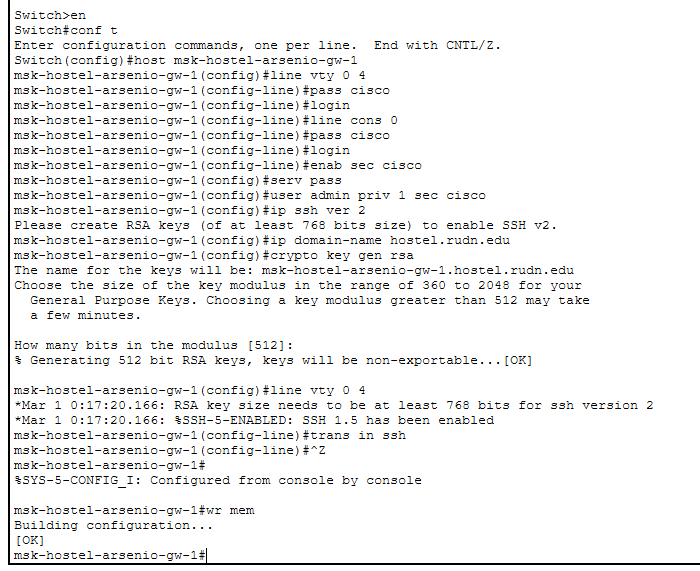 Switch>en
Switch#conf t
Enter configuration commands, one per line.  End with CNTL/Z.
Switch(config)#host msk-hostel-arsenio-gw-1
msk-hostel-arsenio-gw-1(config)#line vty 0 4
msk-hostel-arsenio-gw-1(config-line)#pass cisco
msk-hostel-arsenio-gw-1(config-line)#login
msk-hostel-arsenio-gw-1(config-line)#line cons 0
msk-hostel-arsenio-gw-1(config-line)#pass cisco
msk-hostel-arsenio-gw-1(config-line)#login
msk-hostel-arsenio-gw-1(config-line)#enab sec cisco
msk-hostel-arsenio-gw-1(config)#serv pass
msk-hostel-arsenio-gw-1(config)#user admin priv 1 sec cisco
msk-hostel-arsenio-gw-1(config)#ip ssh ver 2
Please create RSA keys (of at least 768 bits size) to enable SSH v2.
msk-hostel-arsenio-gw-1(config)#ip domain-name hostel.rudn.edu
msk-hostel-arsenio-gw-1(config)#crypto key gen rsa
The name for the keys will be: msk-hostel-arsenio-gw-1.hostel.rudn.edu
Choose the size of the key modulus in the range of 360 to 2048 for your
  General Purpose Keys. Choosing a key modulus greater than 512 may take
  a few minutes.

How many bits in the modulus [512]:
% Generating 512 bit RSA keys, keys will be non-exportable...[OK]

msk-hostel-arsenio-gw-1(config)#line vty 0 4
*Mar 1 0:17:20.166: RSA key size needs to be at least 768 bits for ssh version 2
*Mar 1 0:17:20.166: %SSH-5-ENABLED: SSH 1.5 has been enabled
msk-hostel-arsenio-gw-1(config-line)#trans in ssh
msk-hostel-arsenio-gw-1(config-line)#^Z
msk-hostel-arsenio-gw-1#
%SYS-5-CONFIG_I: Configured from console by console

msk-hostel-arsenio-gw-1#wr mem
Building configuration...
[OK]
msk-hostel-arsenio-gw-1#